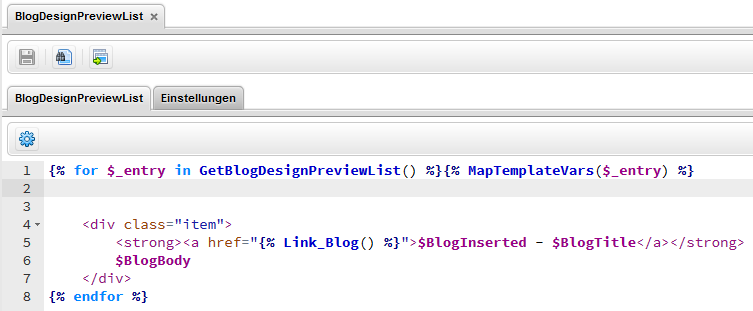 BlogDesignPreviewList ×
BlogDesignPreviewList Einstellungen
1 {% for $_entry in GetBlogDesignPreviewList() %}{% MapTemplateVars($_entry) %}
2
3
4 <div class="item">
5 <strong><a href="{% Link_Blog() %}">$BlogInserted - $BlogTitle</a></strong>
6 $BlogBody
7 </div>
8 {% endfor %}